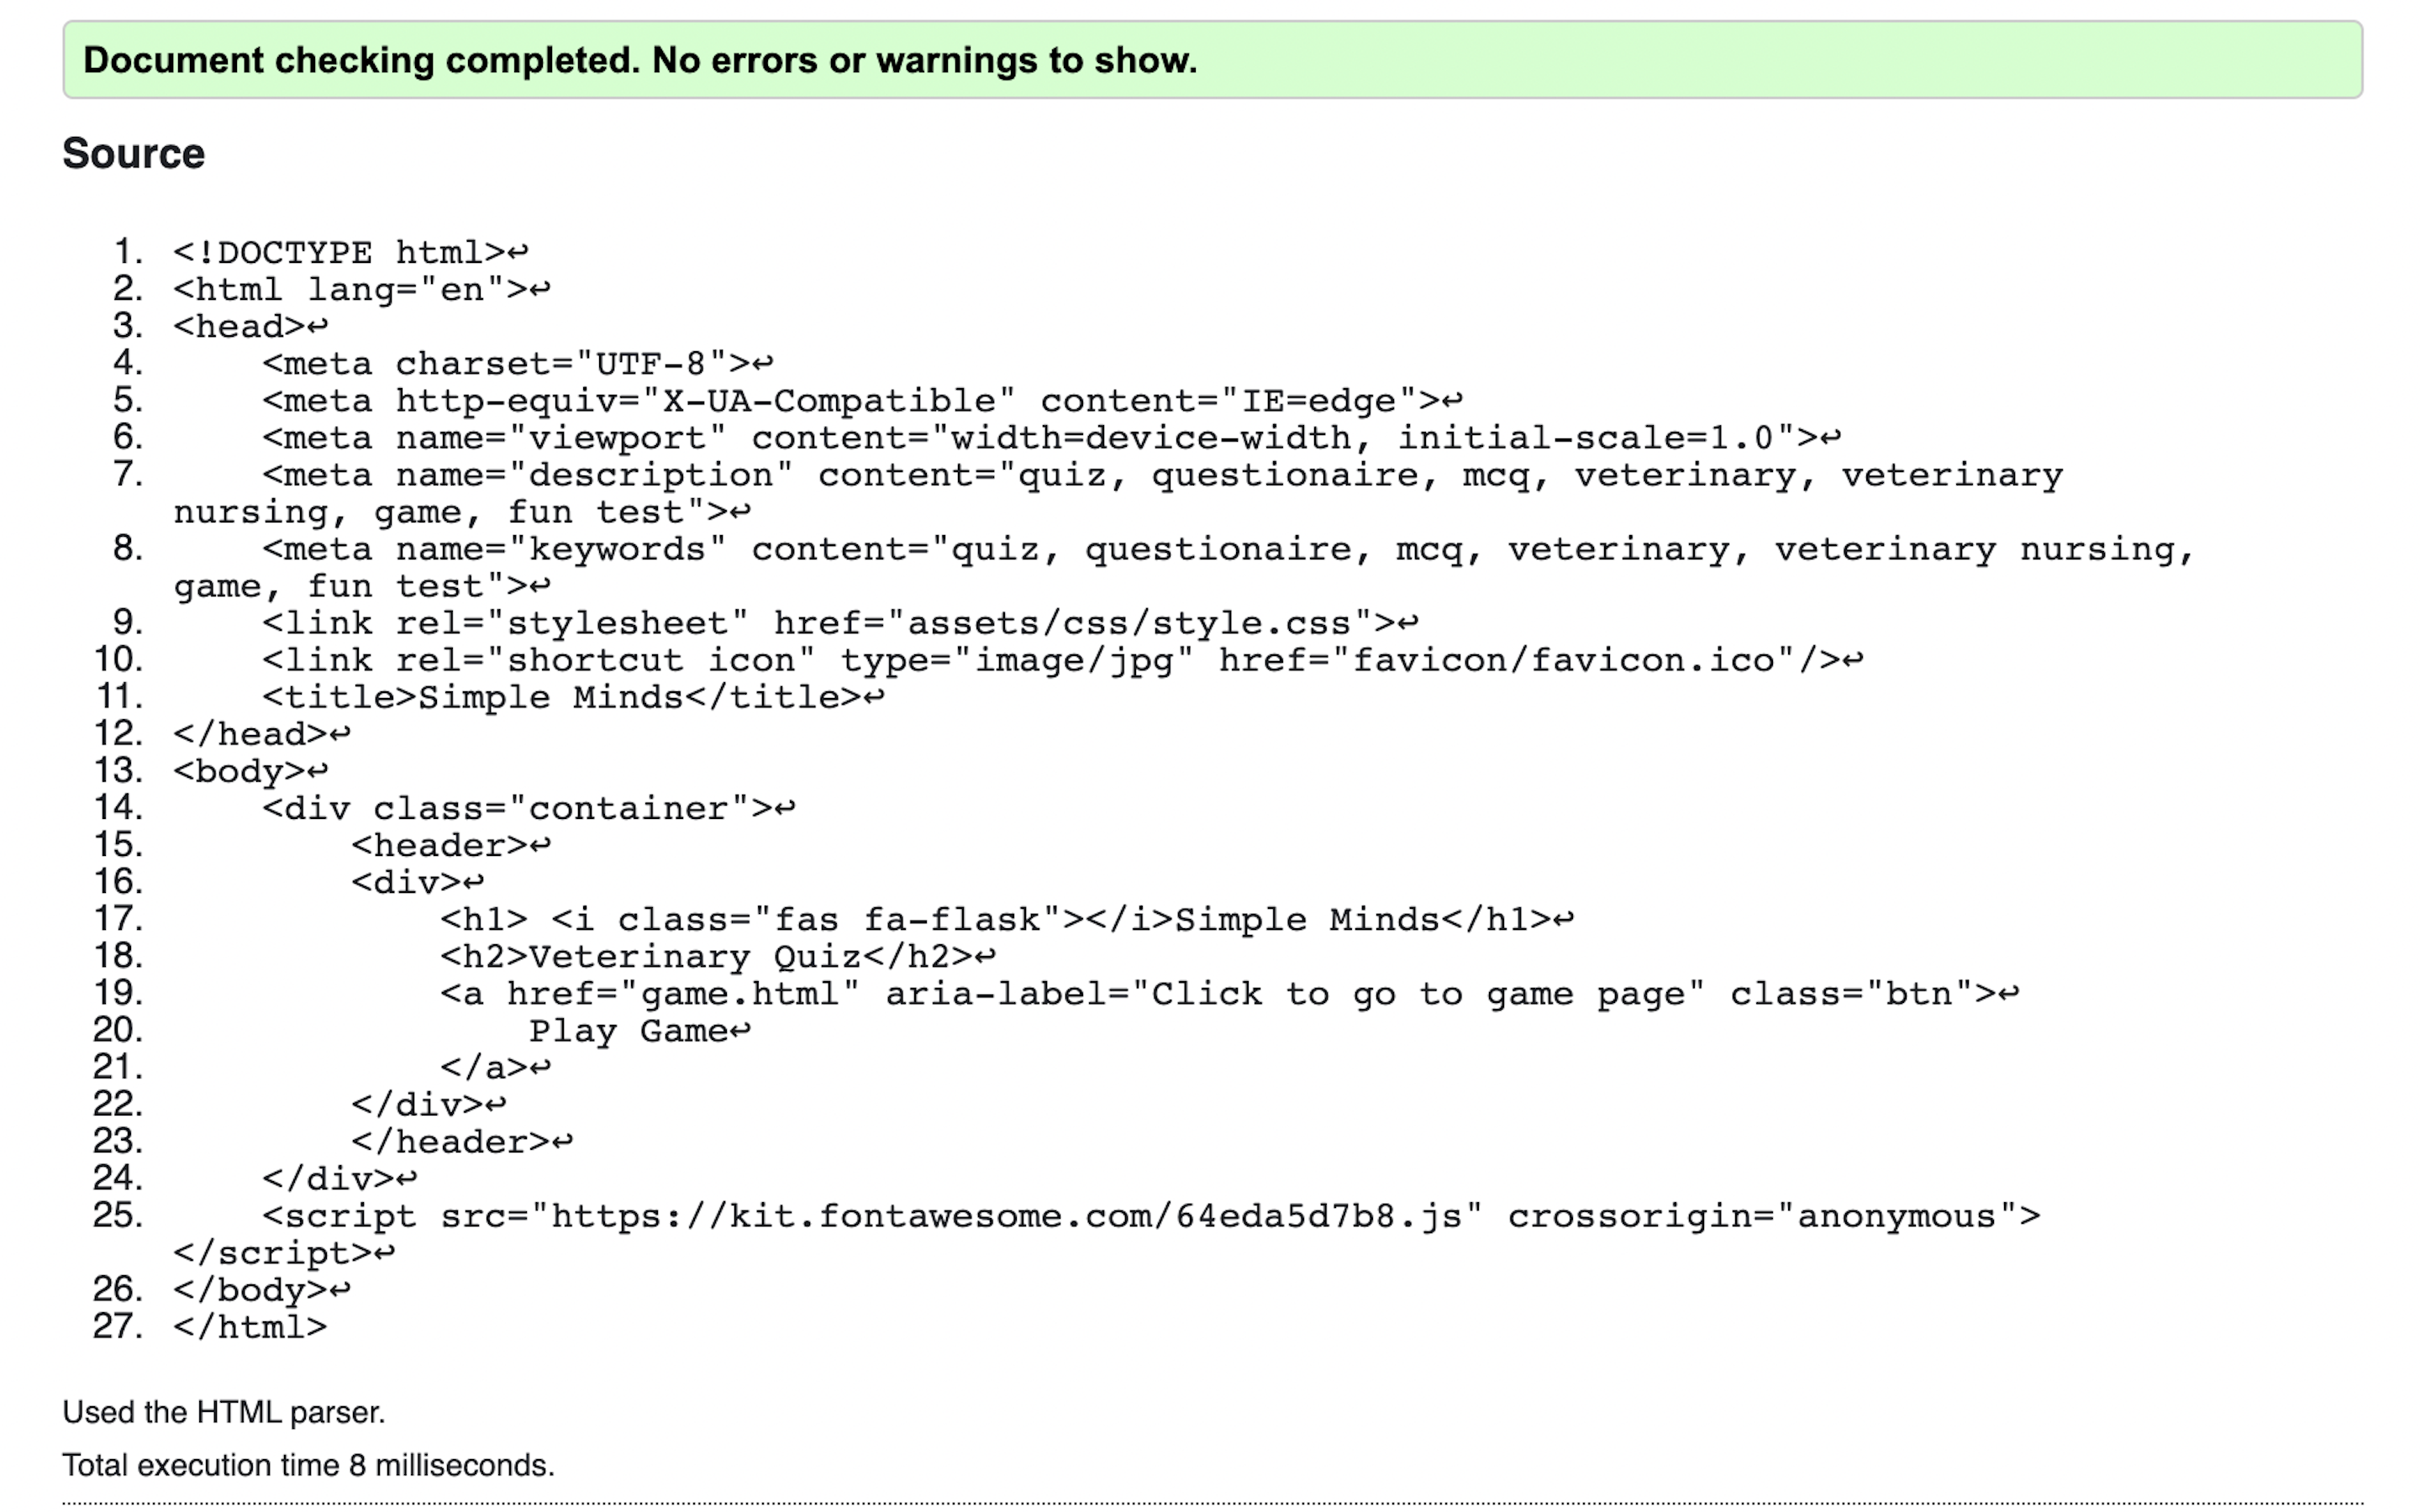 Document checking completed. No errors or warnings to show.
Source
1. <!DOCTYPE html>↩
2. <html lang="en">↩
3. <head>↩
4.     <meta charset="UTF-8">↩
5.     <meta http-equiv="X-UA-Compatible" content="IE=edge">↩
6.     <meta name="viewport" content="width=device-width, initial-scale=1.0">↩
7.     <meta name="description" content="quiz, questionaire, mcq, veterinary, veterinary
nursing, game, fun test">↩
8.     <meta name="keywords" content="quiz, questionaire, mcq, veterinary, veterinary nursing,
game, fun test">↩
9.     <link rel="stylesheet" href="assets/css/style.css">↩
10.     <link rel="shortcut icon" type="image/jpg" href="favicon/favicon.ico"/>↩
11.     <title>Simple Minds</title>↩
12. </head>↩
13. <body>↩
14.     <div class="container">↩
15.         <header>↩
16.         <div>↩
17.             <h1> <i class="fas fa-flask"></i>Simple Minds</h1>↩
18.             <h2>Veterinary Quiz</h2>↩
19.             <a href="game.html" aria-label="Click to go to game page" class="btn">↩
20.                 Play Game↩
21.             </a>↩
22.         </div>↩
23.         </header>↩
24.     </div>↩
25.     <script src="https://kit.fontawesome.com/64eda5d7b8.js" crossorigin="anonymous">
</script>↩
26. </body>↩
27. </html>
Used the HTML parser.
Total execution time 8 milliseconds.